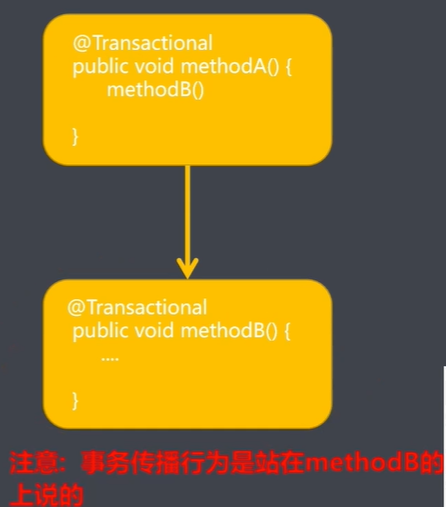 @Transactional
public void methodA() {
methodB()
}
@Transactional
public void methodB() {
....
}
注意: 事务传播行为是站在methodB的
上说的